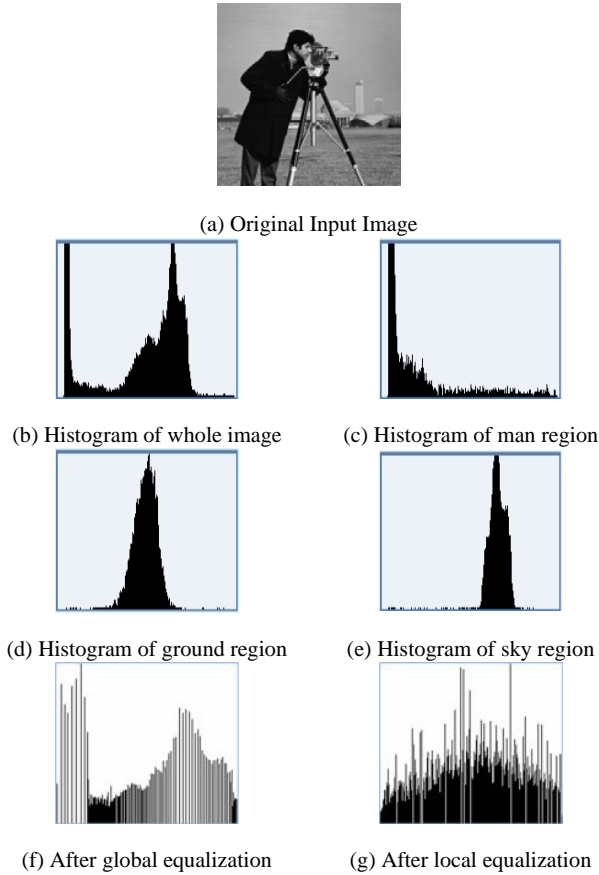 (a) Original Input Image
(b) Histogram of whole image
(c) Histogram of man region
(d) Histogram of ground region
(e) Histogram of sky region
(f) After global equalization
(g) After local equalization